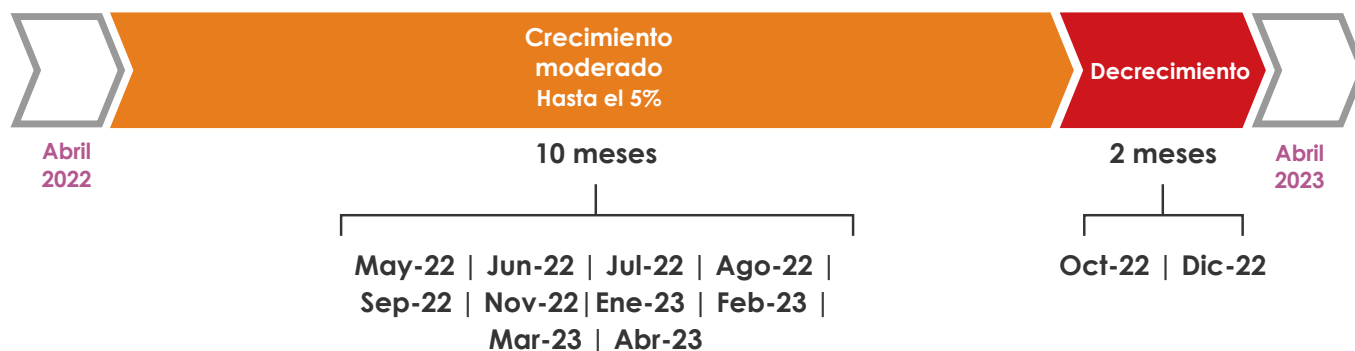 Crecimiento
moderado
Hasta el 5%
Decrecimiento
Abril
2022
10 meses
2 meses
Abril
2023
May-22 | Jun-22 | Jul-22 | Ago-22 |
Sep-22 | Nov-22|Ene-23 | Feb-23 |
Mar-23 | Abr-23
Oct-22 | Dic-22